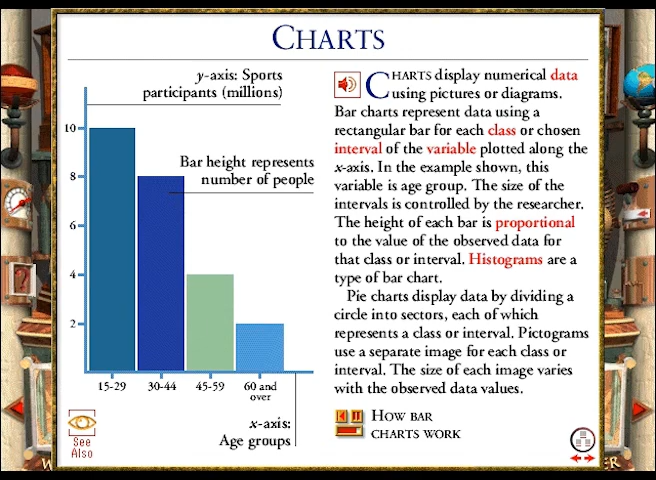 CHARTS
y-axis: Sports
participants (millions)
Bar height represents
number of people
10
8
6
4
2
15-29 30-44 45-59 60 and
over
x-axis:
Age groups
See
Also
CHARTS display numerical data
using pictures or diagrams.
Bar charts represent data using a
rectangular bar for each class or chosen
interval of the variable plotted along the
x-axis. In the example shown, this
variable is age group. The size of the
intervals is controlled by the researcher.
The height of each bar is proportional
to the value of the observed data for
that class or interval. Histograms are a
type of bar chart.
Pie charts display data by dividing a
circle into sectors, each of which
represents a class or interval. Pictograms
use a separate image for each class or
interval. The size of each image varies
with the observed data values.
HOW BAR
CHARTS WORK